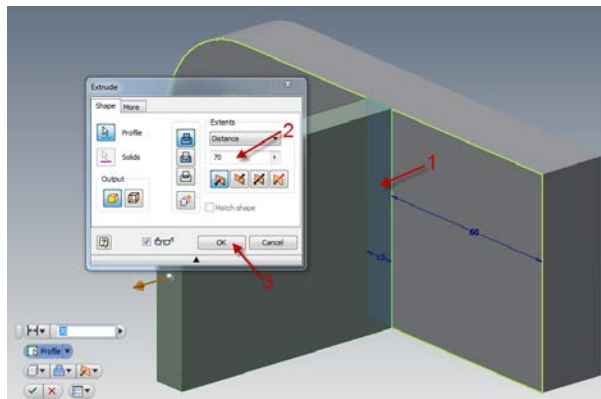 Extrude
Shape More
Profile
Solids
Output
Extents
Distance
70
Match shape
OK
Cancel
1
2
3
10
60
70
Profile